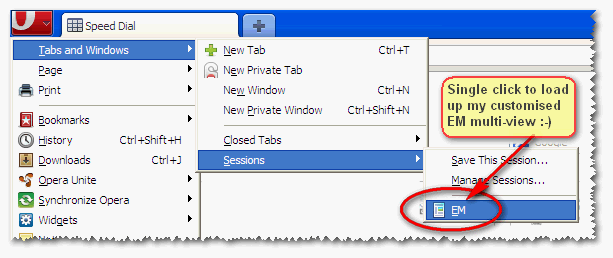 Speed Dial
Tabs and Windows
Page
Print
Bookmarks
History Ctrl+Shift+H
Downloads Ctrl+J
Opera Unite
Synchronize Opera
Widgets
New Tab Ctrl+T
New Private Tab
New Window Ctrl+N
New Private Window Ctrl+Shift+N
Closed Tabs
Sessions
Single click to load
up my customised
EM multi-view :-)
Save This Session...
Manage Sessions...
EM